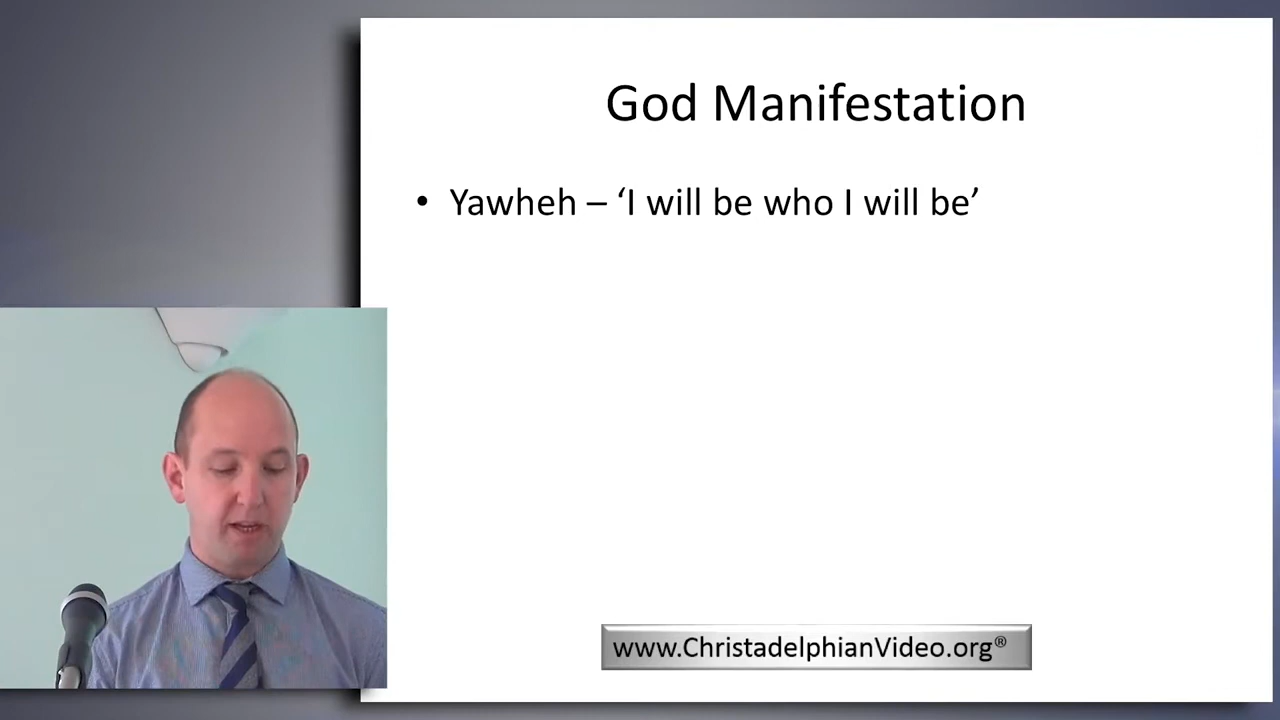 God Manifestation
• Yawheh – ‘I will be who I will be’
www.ChristadelphianVideo.org®